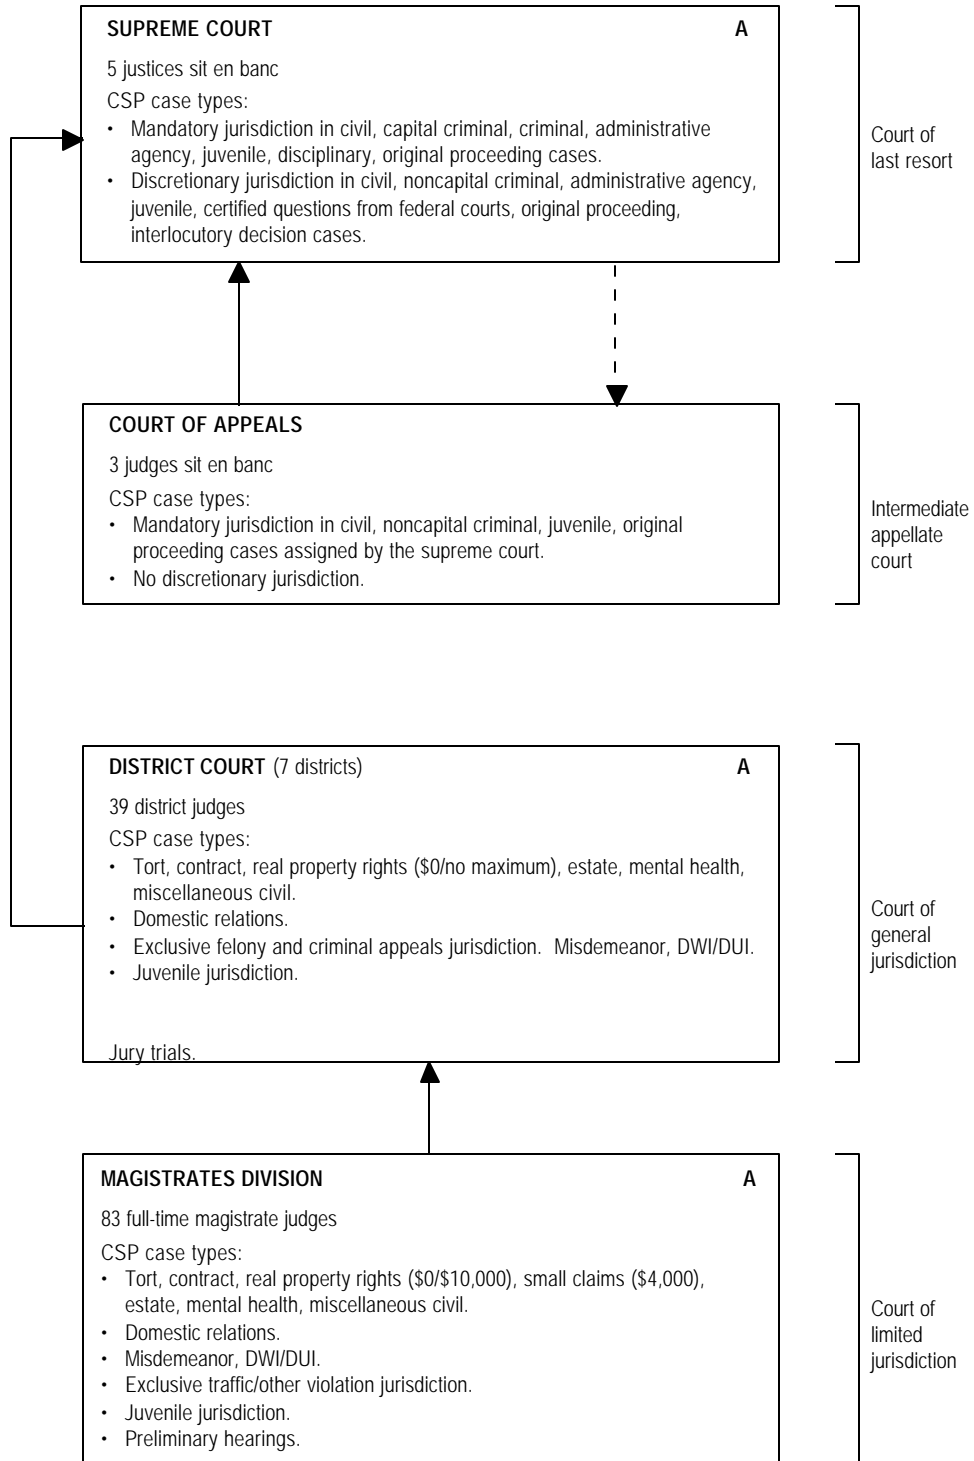 SUPREME COURT A
5 justices sit en banc
CSP case types:
• Mandatory jurisdiction in civil, capital criminal, criminal, administrative
agency, juvenile, disciplinary, original proceeding cases.
• Discretionary jurisdiction in civil, noncapital criminal, administrative agency,
juvenile, certified questions from federal courts, original proceeding,
interlocutory decision cases.
Court of
last resort
COURT OF APPEALS
3 judges sit en banc
CSP case types:
• Mandatory jurisdiction in civil, noncapital criminal, juvenile, original
proceeding cases assigned by the supreme court.
• No discretionary jurisdiction.
Intermediate
appellate
court
DISTRICT COURT (7 districts) A
39 district judges
CSP case types:
• Tort, contract, real property rights ($0/no maximum), estate, mental health,
miscellaneous civil.
• Domestic relations.
• Exclusive felony and criminal appeals jurisdiction. Misdemeanor, DWI/DUI.
• Juvenile jurisdiction.
Jury trials.
Court of
general
jurisdiction
MAGISTRATES DIVISION A
83 full-time magistrate judges
CSP case types:
• Tort, contract, real property rights ($0/$10,000), small claims ($4,000),
estate, mental health, miscellaneous civil.
• Domestic relations.
• Misdemeanor, DWI/DUI.
• Exclusive traffic/other violation jurisdiction.
• Juvenile jurisdiction.
• Preliminary hearings.
Court of
limited
jurisdiction